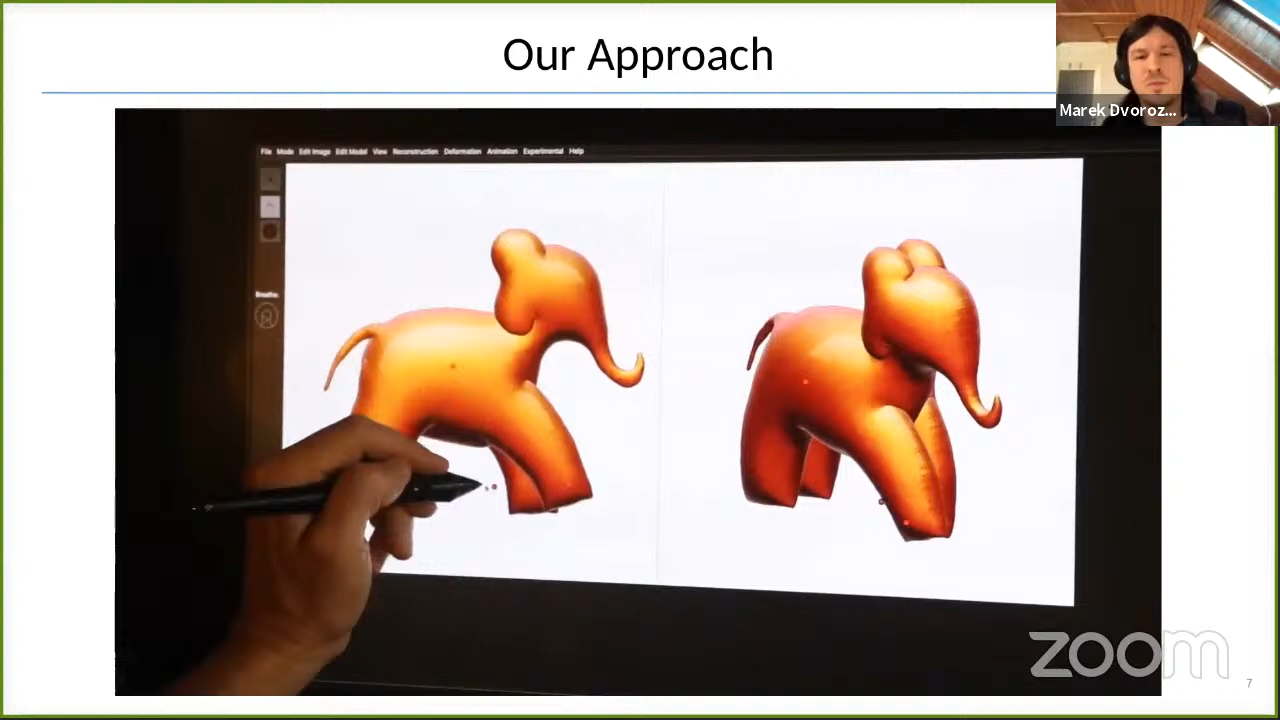 Our Approach
Marek Dvoroz...
File Mode Edit Image Edit Model View Reconstruction Deformation Animation Experimental Help
zoom
7